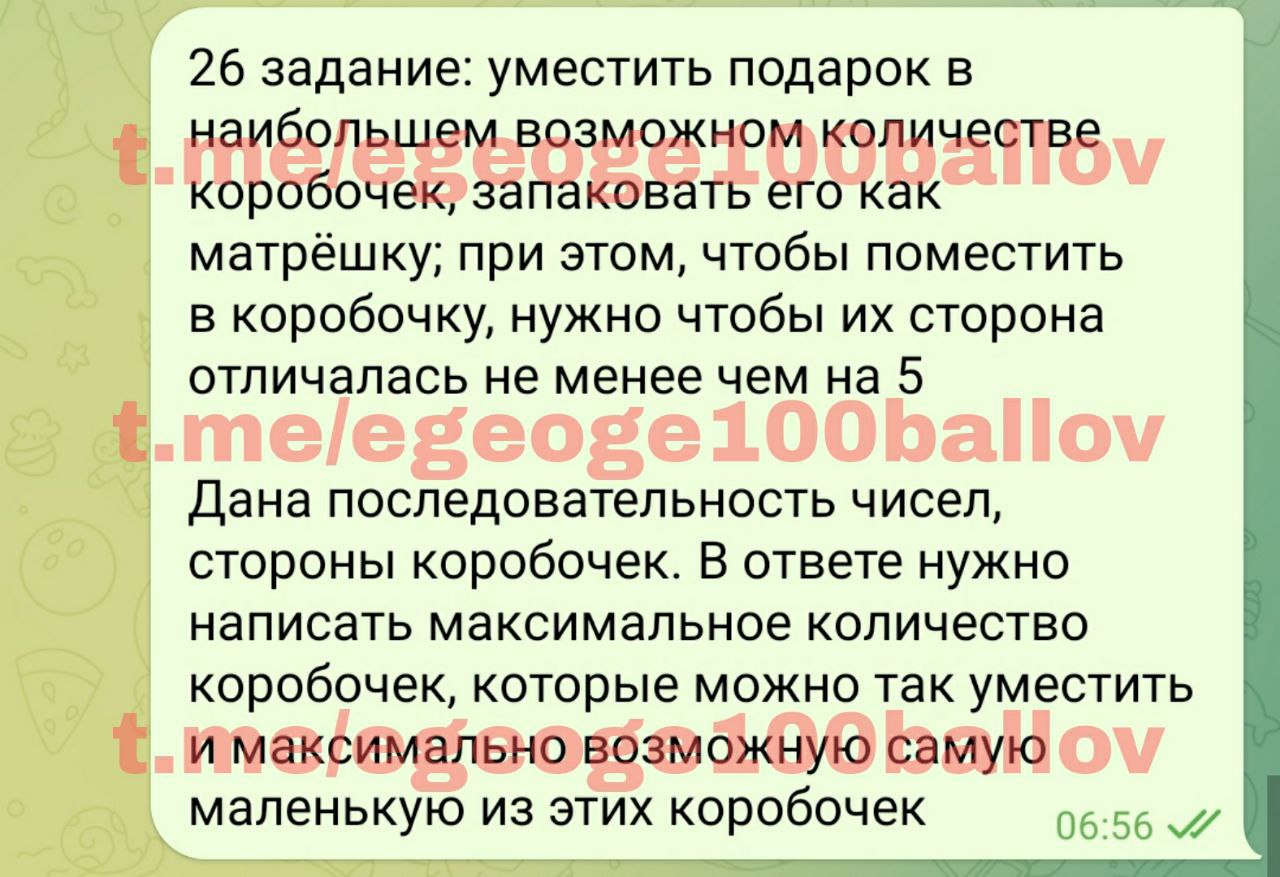 26 задание: уместить подарок в
наибольшем возможном количестве
t.me/egeoge100ballov
коробочек, запаковать его как
матрёшку; при этом, чтобы поместить
в коробочку, нужно чтобы их сторона
отличалась не менее чем на 5
t.me/egeoge100ballov
Дана последовательность чисел,
стороны коробочек. В ответе нужно
написать максимальное количество
коробочек, которые можно так уместить
и максимально возможную самую
t.me/egeoge100ballov
маленькую из этих коробочек
06:56